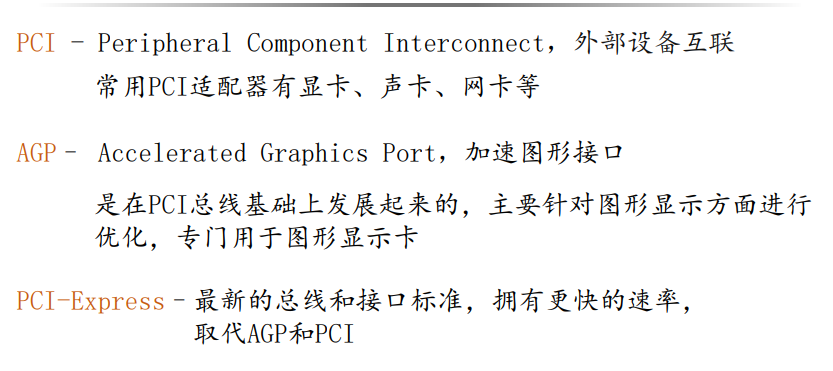 PCI - Peripheral Component Interconnect，外部设备互联
常用PCI适配器有显卡、声卡、网卡等
AGP - Accelerated Graphics Port，加速图形接口
是在PCI总线基础上发展起来的，主要针对图形显示方面进行
优化，专门用于图形显示卡
PCI-Express - 最新的总线和接口标准，拥有更快的速率，
取代AGP和PCI